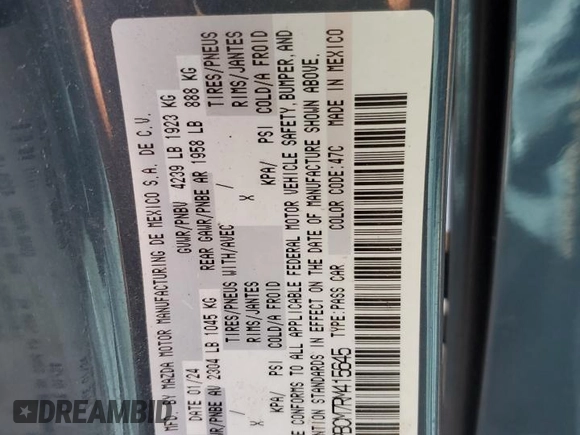 MFD BY MAZDA MOTOR MANUFACTURING DE MEXICO S.A. DE C.V.
DATE 01/24 GVWR/PNBV 4239 LB 1923 KG
GAWR/PNBE AV 2304 LB 1045 KG REAR GAWR/PNBE AR 1958 LB 888 KG
TIRES/PNEUS WITH/AVEC / TIRES/PNEUS
RIMS/JANTES X RIMS/JANTES
KPA/ PSI COLD/A FROID KPA/ PSI COLD/A FROID
CONFORMS TO ALL APPLICABLE FEDERAL MOTOR VEHICLE SAFETY, BUMPER, AND
STANDARDS IN EFFECT ON THE DATE OF MANUFACTURE SHOWN ABOVE.
7RM415645 TYPE:PASS CAR COLOR CODE:47C MADE IN MEXICO
DRIVEBIDDER